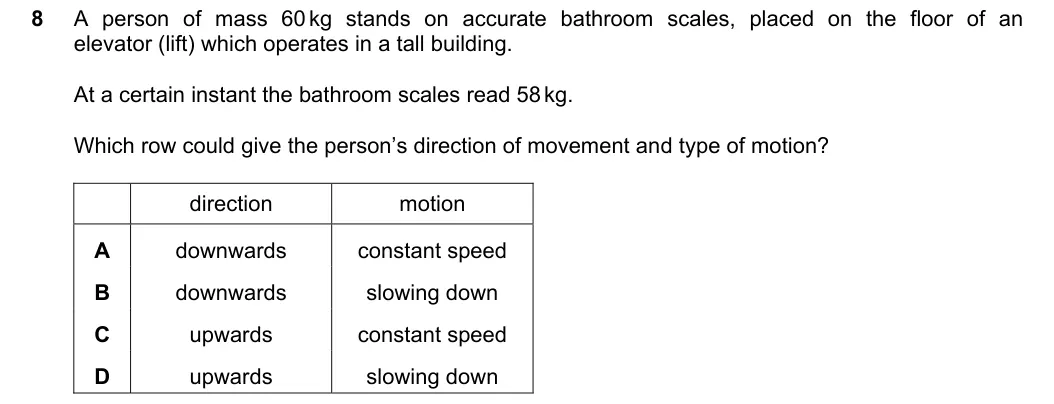 8 A person of mass 60 kg stands on accurate bathroom scales, placed on the floor of an
elevator (lift) which operates in a tall building.
At a certain instant the bathroom scales read 58 kg.
Which row could give the person's direction of movement and type of motion?
direction motion
A downwards constant speed
B downwards slowing down
C upwards constant speed
D upwards slowing down